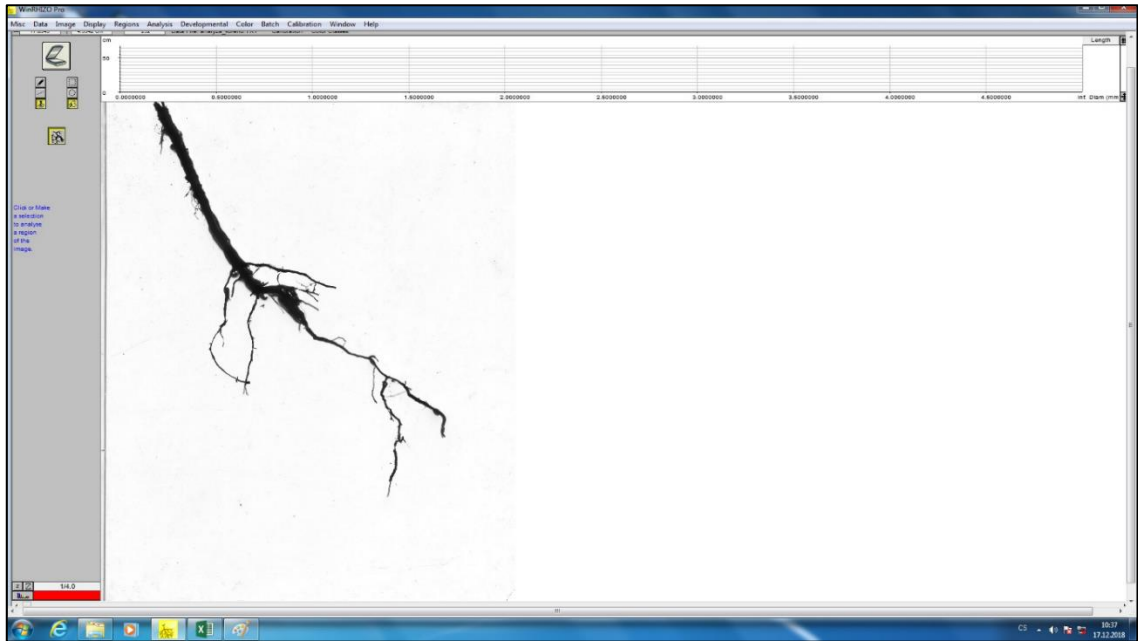 WinRHIZO Pro
Misc Data Image Display Regions Analysis Developmental Color Batch Calibration Window Help
cm
Length
50
0
0.0000000 0.5000000 1.0000000 1.5000000 2.0000000 2.5000000 3.0000000 3.5000000 4.0000000 4.5000000 inf. Diam (mm
Click or Make
a selection
to analyse
a region
of the
image.
1/4.0
CS
10:37
17.12.2018